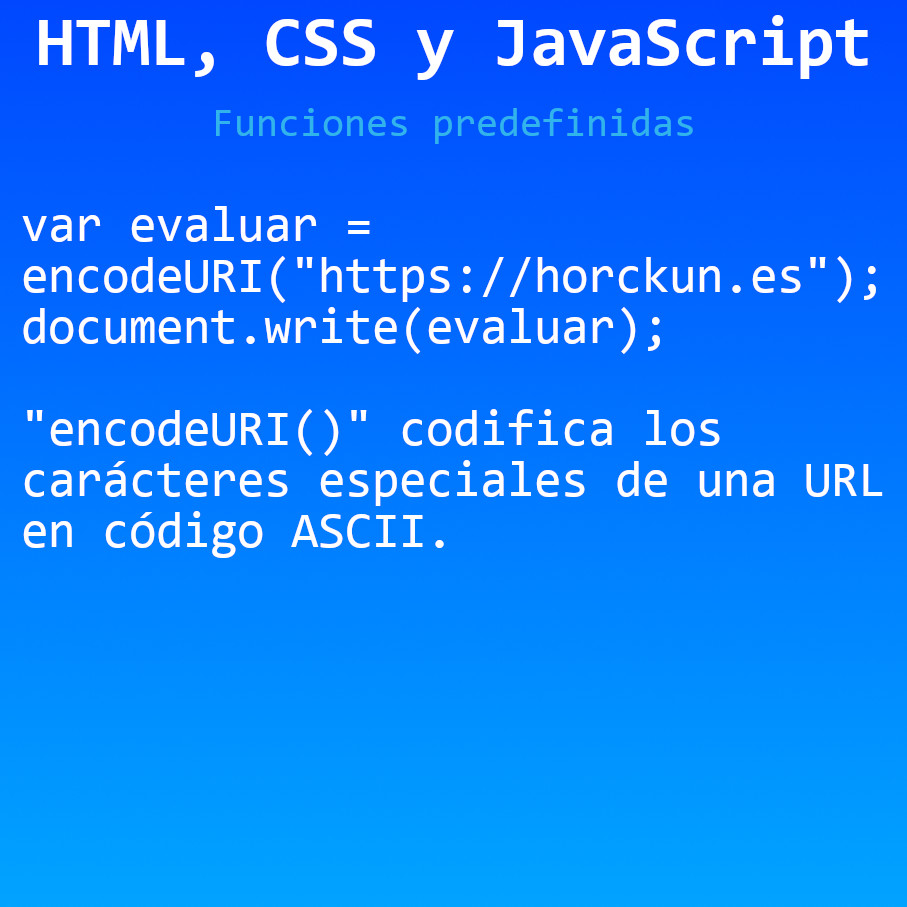 HTML, CSS y JavaScript
Funciones predefinidas
var evaluar =
encodeURI("https://horckun.es");
document.write(evaluar);
"encodeURI()" codifica los
carácteres especiales de una URL
en código ASCII.